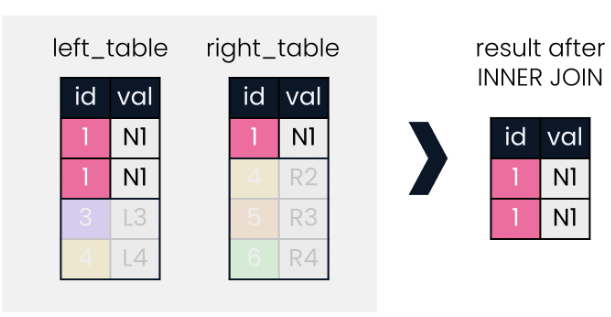 left_table right_table result after
INNER JOIN
id val id val id val
1 N1 1 N1 1 N1
1 N1 4 R2 1 N1
3 L3 5 R3
4 L4 6 R4